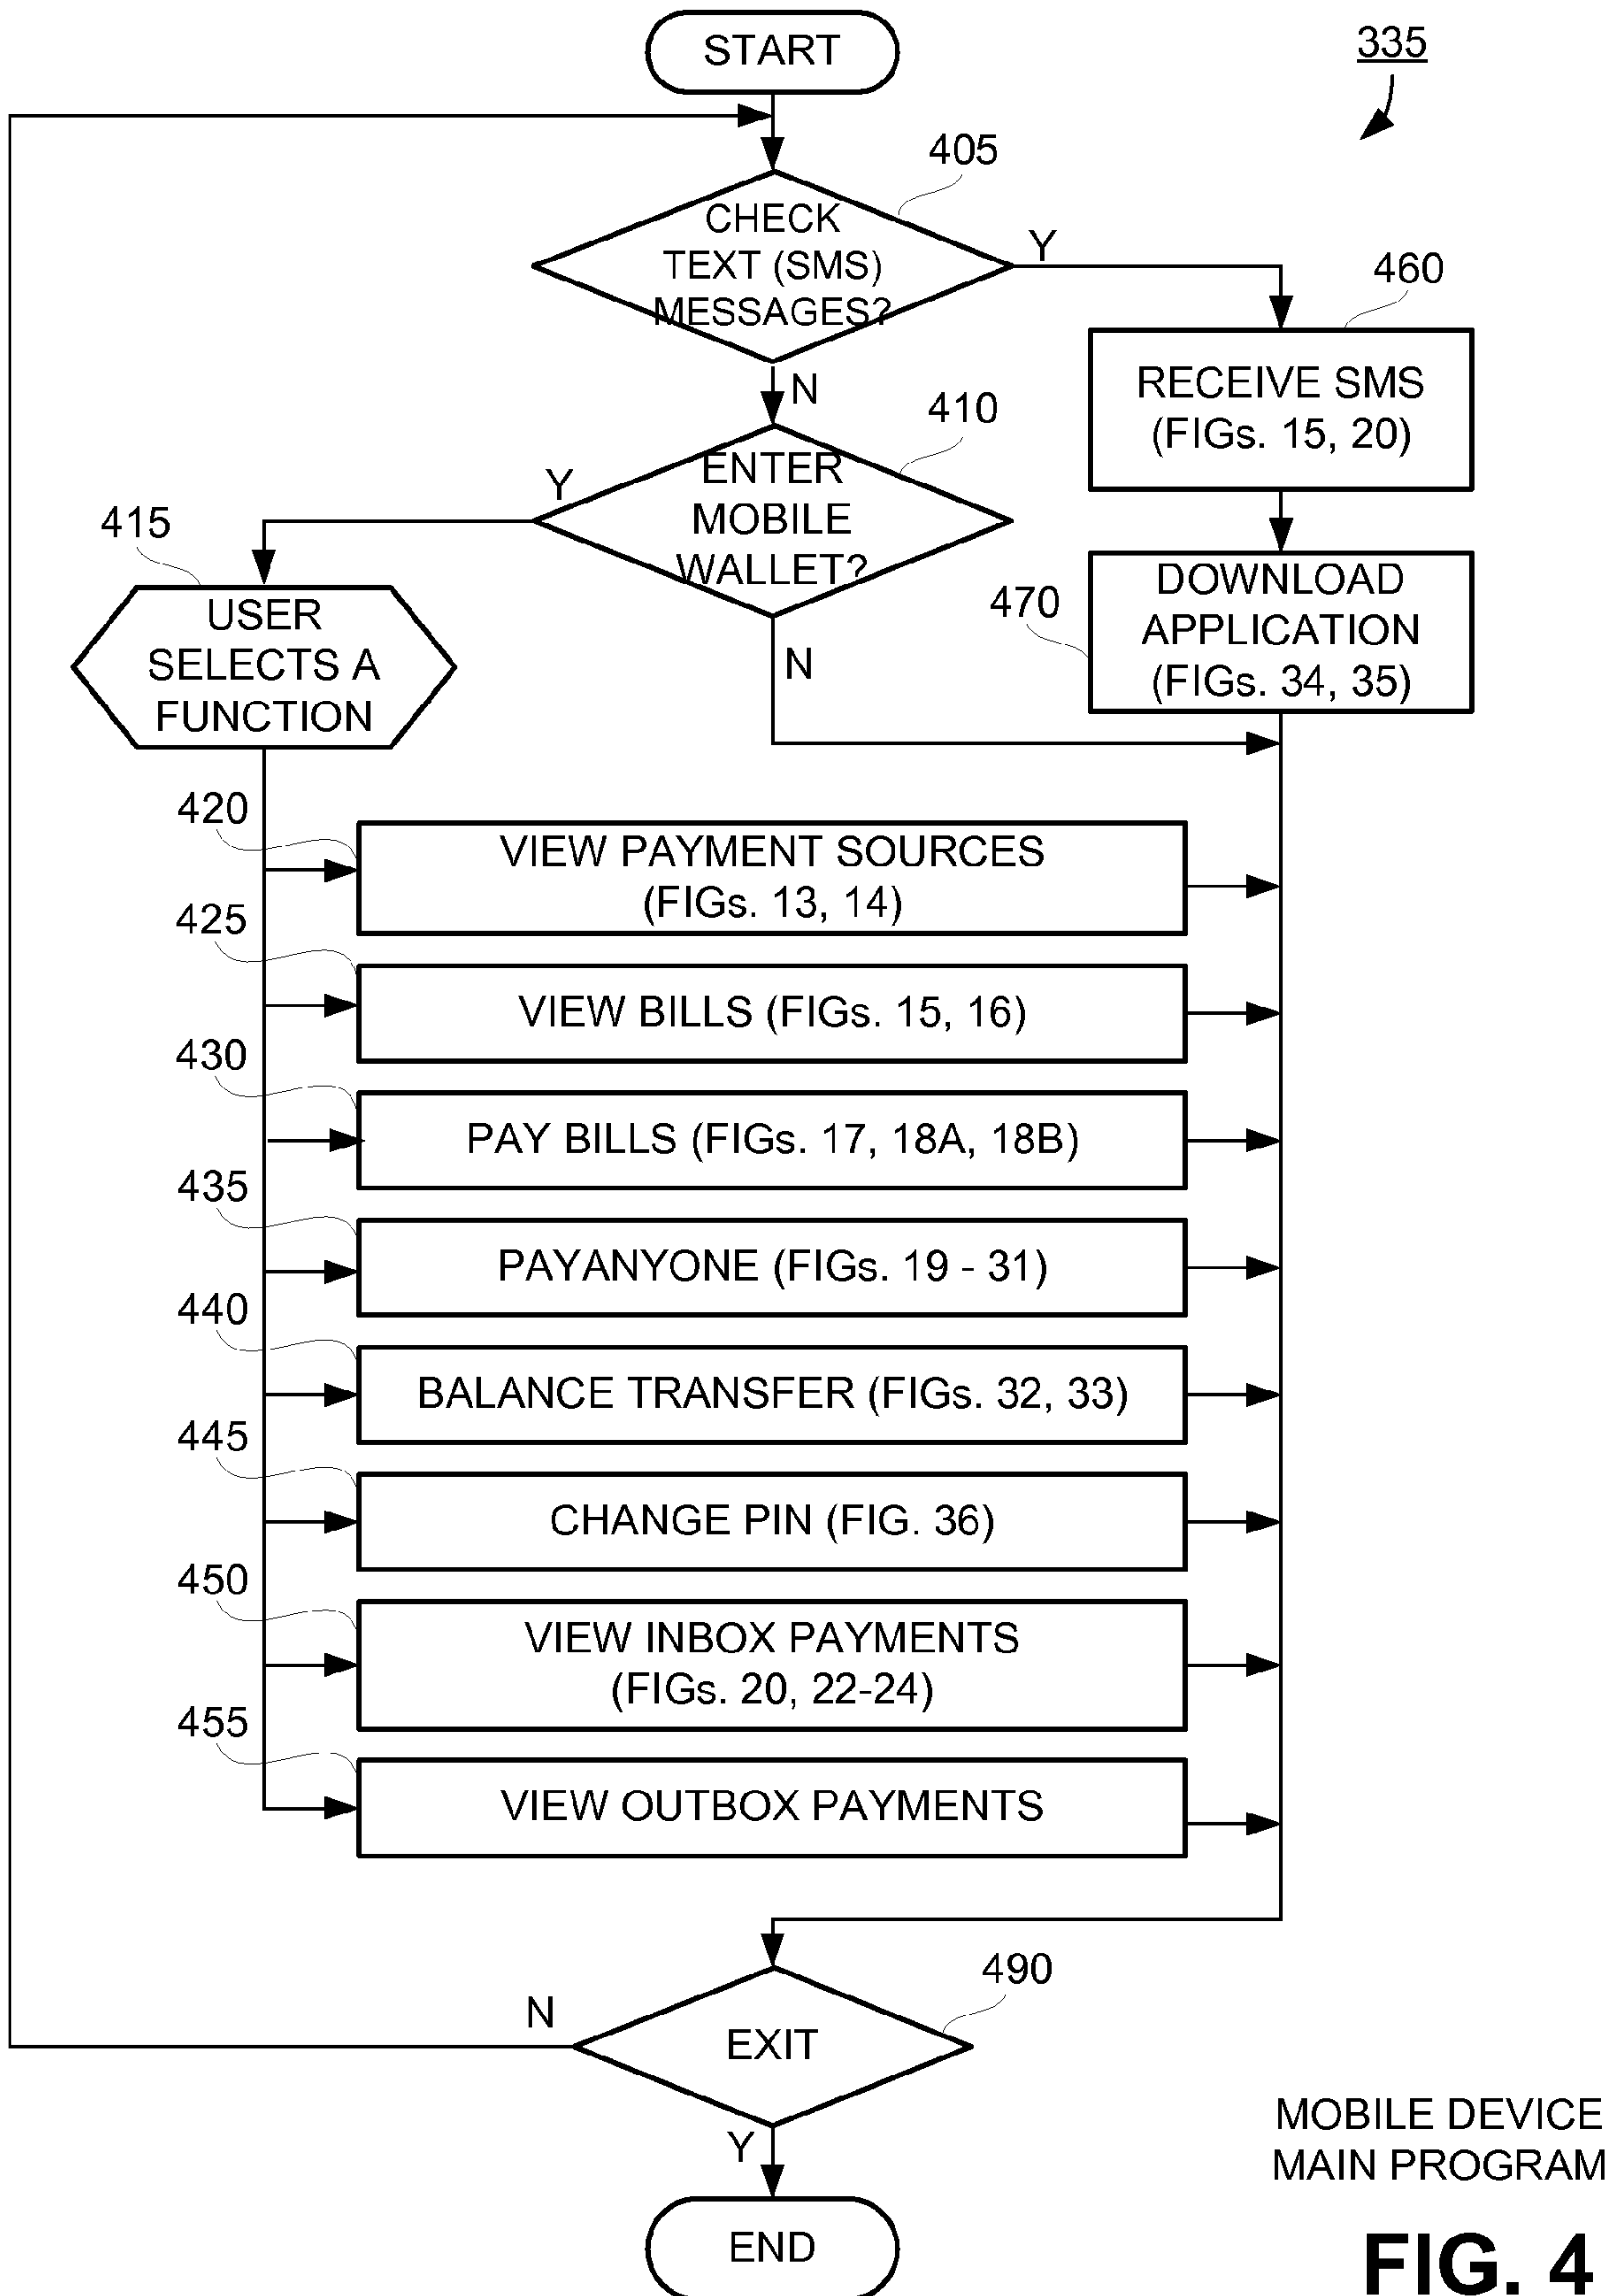 START
335
405
CHECK
TEXT (SMS)
MESSAGES?
Y
460
RECEIVE SMS
(FIGs. 15, 20)
N
410
ENTER
MOBILE
WALLET?
Y
N
415
USER
SELECTS A
FUNCTION
470
DOWNLOAD
APPLICATION
(FIGs. 34, 35)
420
VIEW PAYMENT SOURCES
(FIGs. 13, 14)
425
VIEW BILLS (FIGs. 15, 16)
430
PAY BILLS (FIGs. 17, 18A, 18B)
435
PAYANYONE (FIGs. 19 - 31)
440
BALANCE TRANSFER (FIGs. 32, 33)
445
CHANGE PIN (FIG. 36)
450
VIEW INBOX PAYMENTS
(FIGs. 20, 22-24)
455
VIEW OUTBOX PAYMENTS
490
N
EXIT
Y
END
MOBILE DEVICE
MAIN PROGRAM
FIG. 4